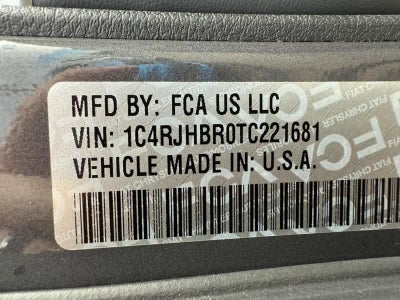 MFD BY: FCA US LLC
VIN: 1C4RJHBR0TC221681
VEHICLE MADE IN: U.S.A.